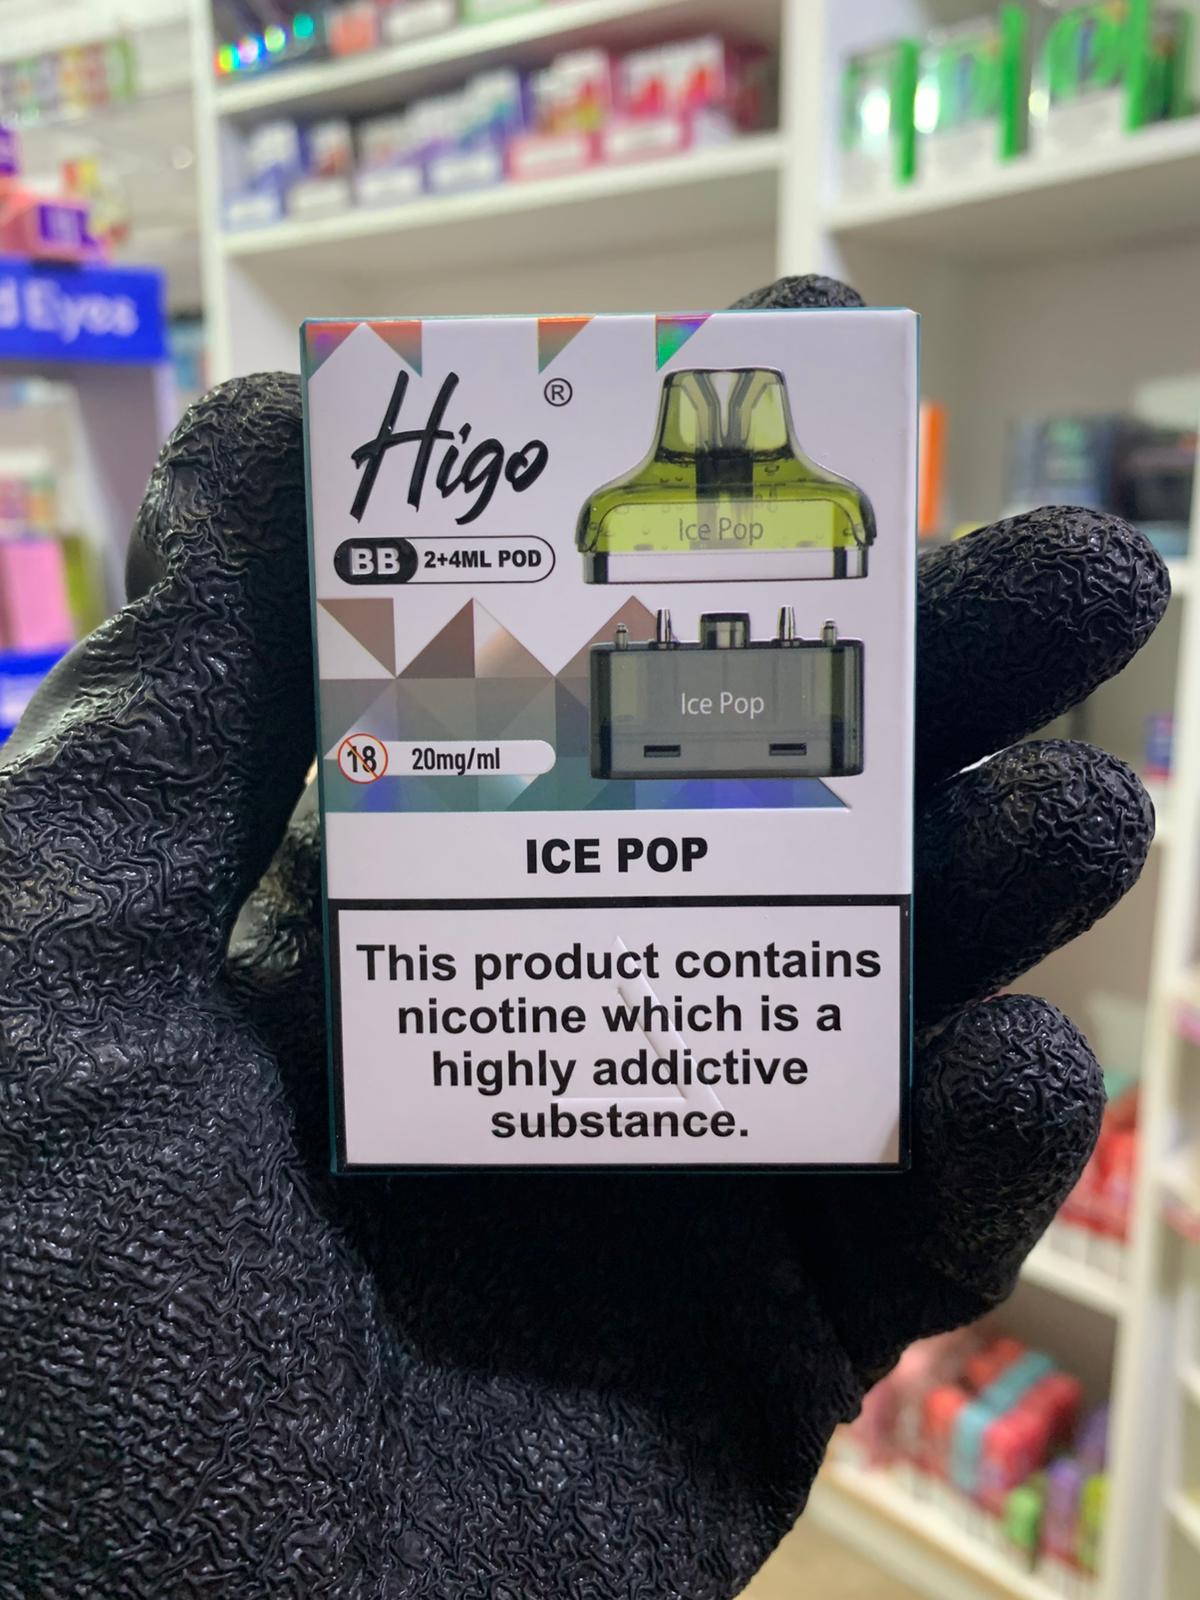 d Eyes
Higo®
BB 2+4ML POD
Ice Pop
Ice Pop
18 20mg/ml
ICE POP
This product contains
nicotine which is a
highly addictive
substance.